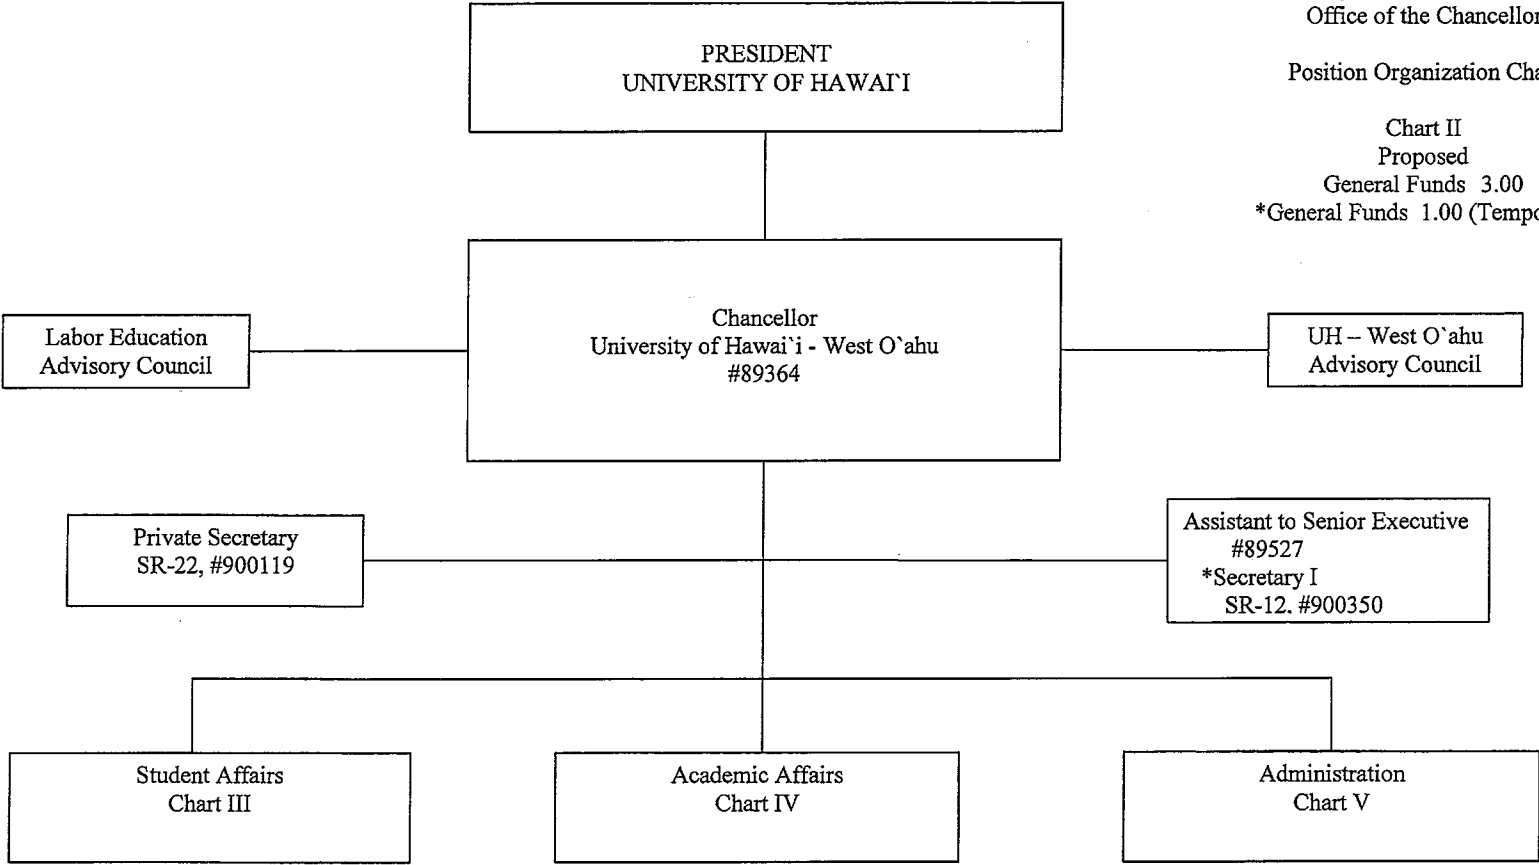 Office of the Chancellor
Position Organization Cha
Chart II
Proposed
General Funds 3.00
*General Funds 1.00 (Tempo
PRESIDENT
UNIVERSITY OF HAWAI`I
Labor Education
Advisory Council
Chancellor
University of Hawai`i - West O`ahu
#89364
UH – West O`ahu
Advisory Council
Private Secretary
SR-22, #900119
Assistant to Senior Executive
#89527
*Secretary I
SR-12, #900350
Student Affairs
Chart III
Academic Affairs
Chart IV
Administration
Chart V